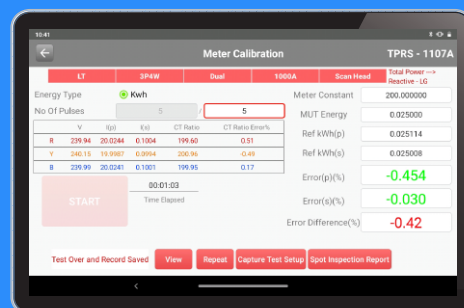 10:41
Meter Calibration TPRS - 1107A
LT 3P4W Dual 1000A Scan Head Total Power --->
Reactive - LG
Energy Type Kwh Meter Constant 200.000000
No Of Pulses 5 / 5 MUT Energy 0.025000
V I(p) I(s) CT Ratio CT Ratio Error%
R 239.94 20.0244 0.1004 199.60 0.51
Y 240.15 19.9987 0.0994 200.96 -0.49
B 239.99 20.0241 0.1001 199.95 0.17
Ref kWh(p) 0.025114
Ref kWh(s) 0.025008
00:01:03
START Time Elapsed
Error(p)(%) -0.454
Error(s)(%) -0.030
Error Difference(%) -0.42
Test Over and Record Saved View Repeat Capture Test Setup Spot Inspection Report